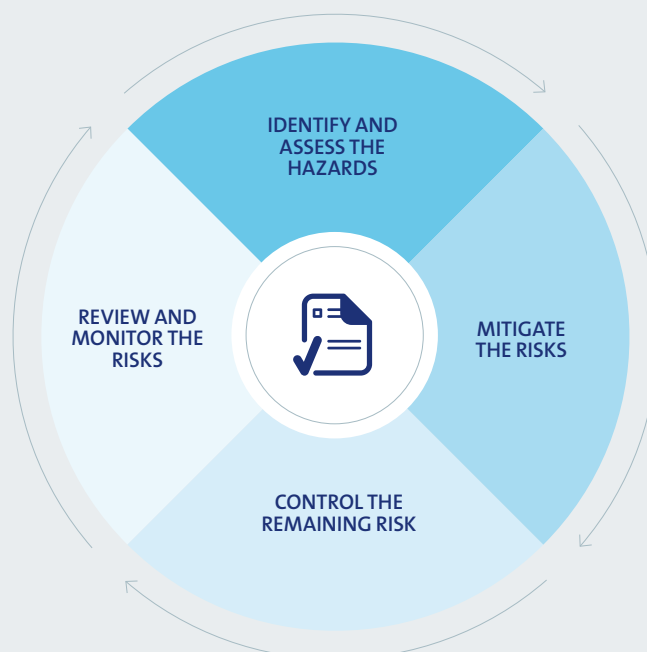 IDENTIFY AND
ASSESS THE
HAZARDS
MITIGATE
THE RISKS
CONTROL THE
REMAINING RISK
REVIEW AND
MONITOR THE
RISKS